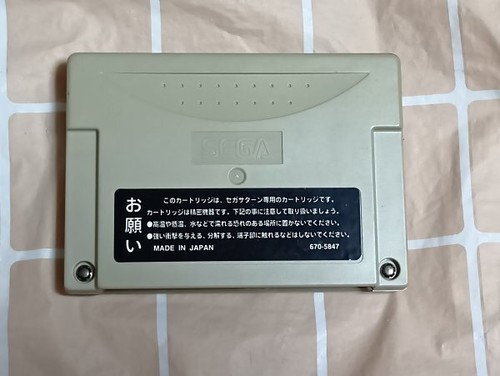 SEGA
お願い
このカートリッジは、セガサターン専用のカートリッジです。
カートリッジは精密機器です。下記の事に注意して取り扱いましょう。
●高温や低温、水などで濡れる恐れのある場所に置かないでください。
●強い衝撃を与える、分解する、端子部に触れるなどはしないでください。
MADE IN JAPAN 670-5847